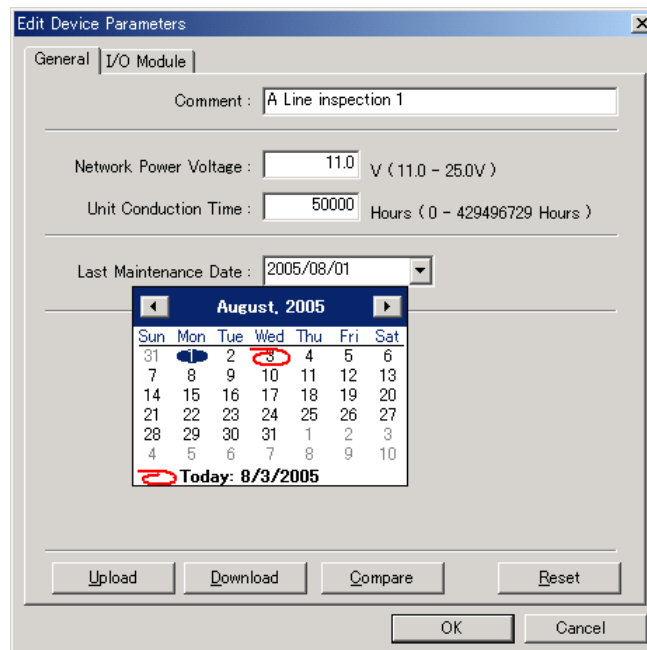 Edit Device Parameters
General I/O Module
Comment : A Line inspection 1
Network Power Voltage : 11.0 V ( 11.0 - 25.0V )
Unit Conduction Time : 50000 Hours ( 0 - 429496729 Hours )
Last Maintenance Date : 2005/08/01
August, 2005
Sun Mon Tue Wed Thu Fri Sat
31 1 2 3 4 5 6
7 8 9 10 11 12 13
14 15 16 17 18 19 20
21 22 23 24 25 26 27
28 29 30 31 1 2 3
4 5 6 7 8 9 10
Today: 8/3/2005
Upload Download Compare Reset
OK Cancel